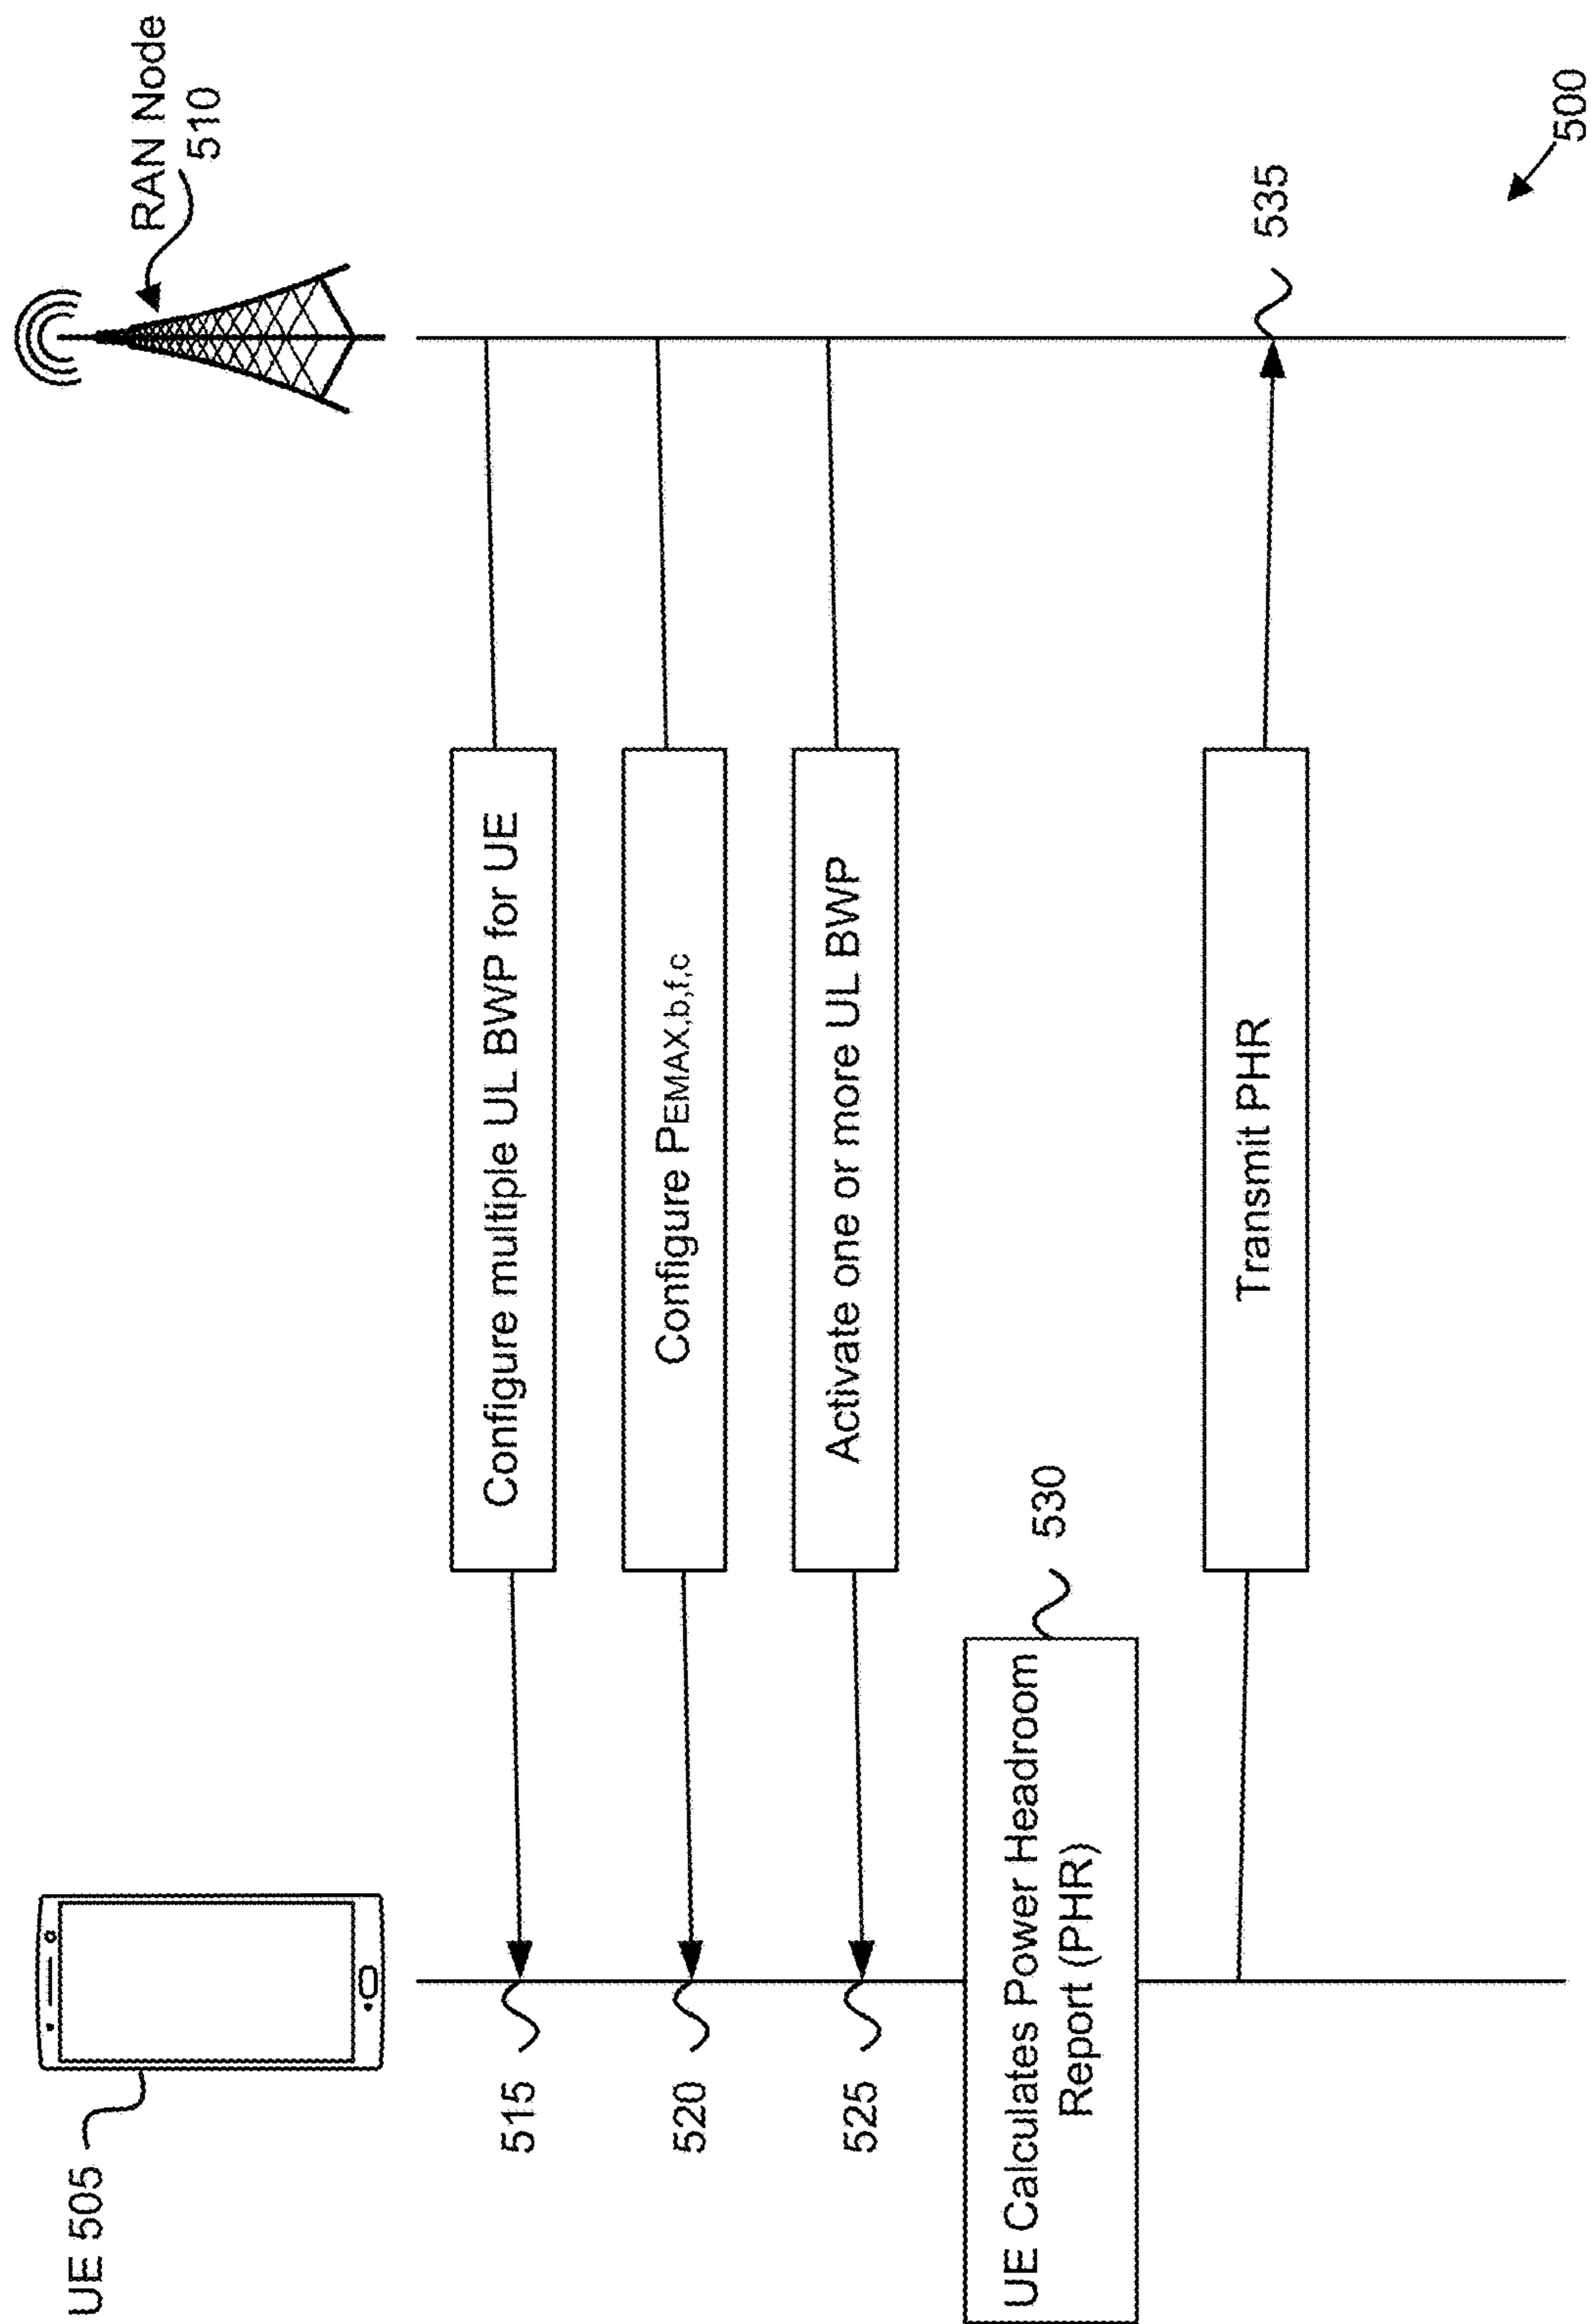 UE 505
RAN Node
510
Configure multiple UL BWP for UE
515
Configure PEMAX,b,f,c
520
Activate one or more UL BWP
525
UE Calculates Power Headroom
Report (PHR)
530
Transmit PHR
535
500